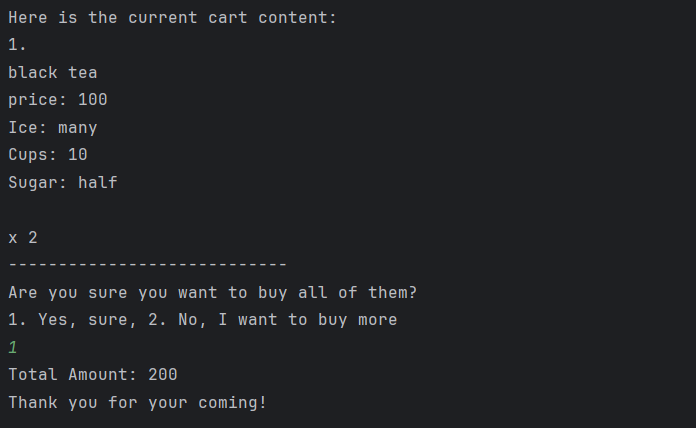 Here is the current cart content:
1.
black tea
price: 100
Ice: many
Cups: 10
Sugar: half
x 2
----------------------------
Are you sure you want to buy all of them?
1. Yes, sure, 2. No, I want to buy more
1
Total Amount: 200
Thank you for your coming!